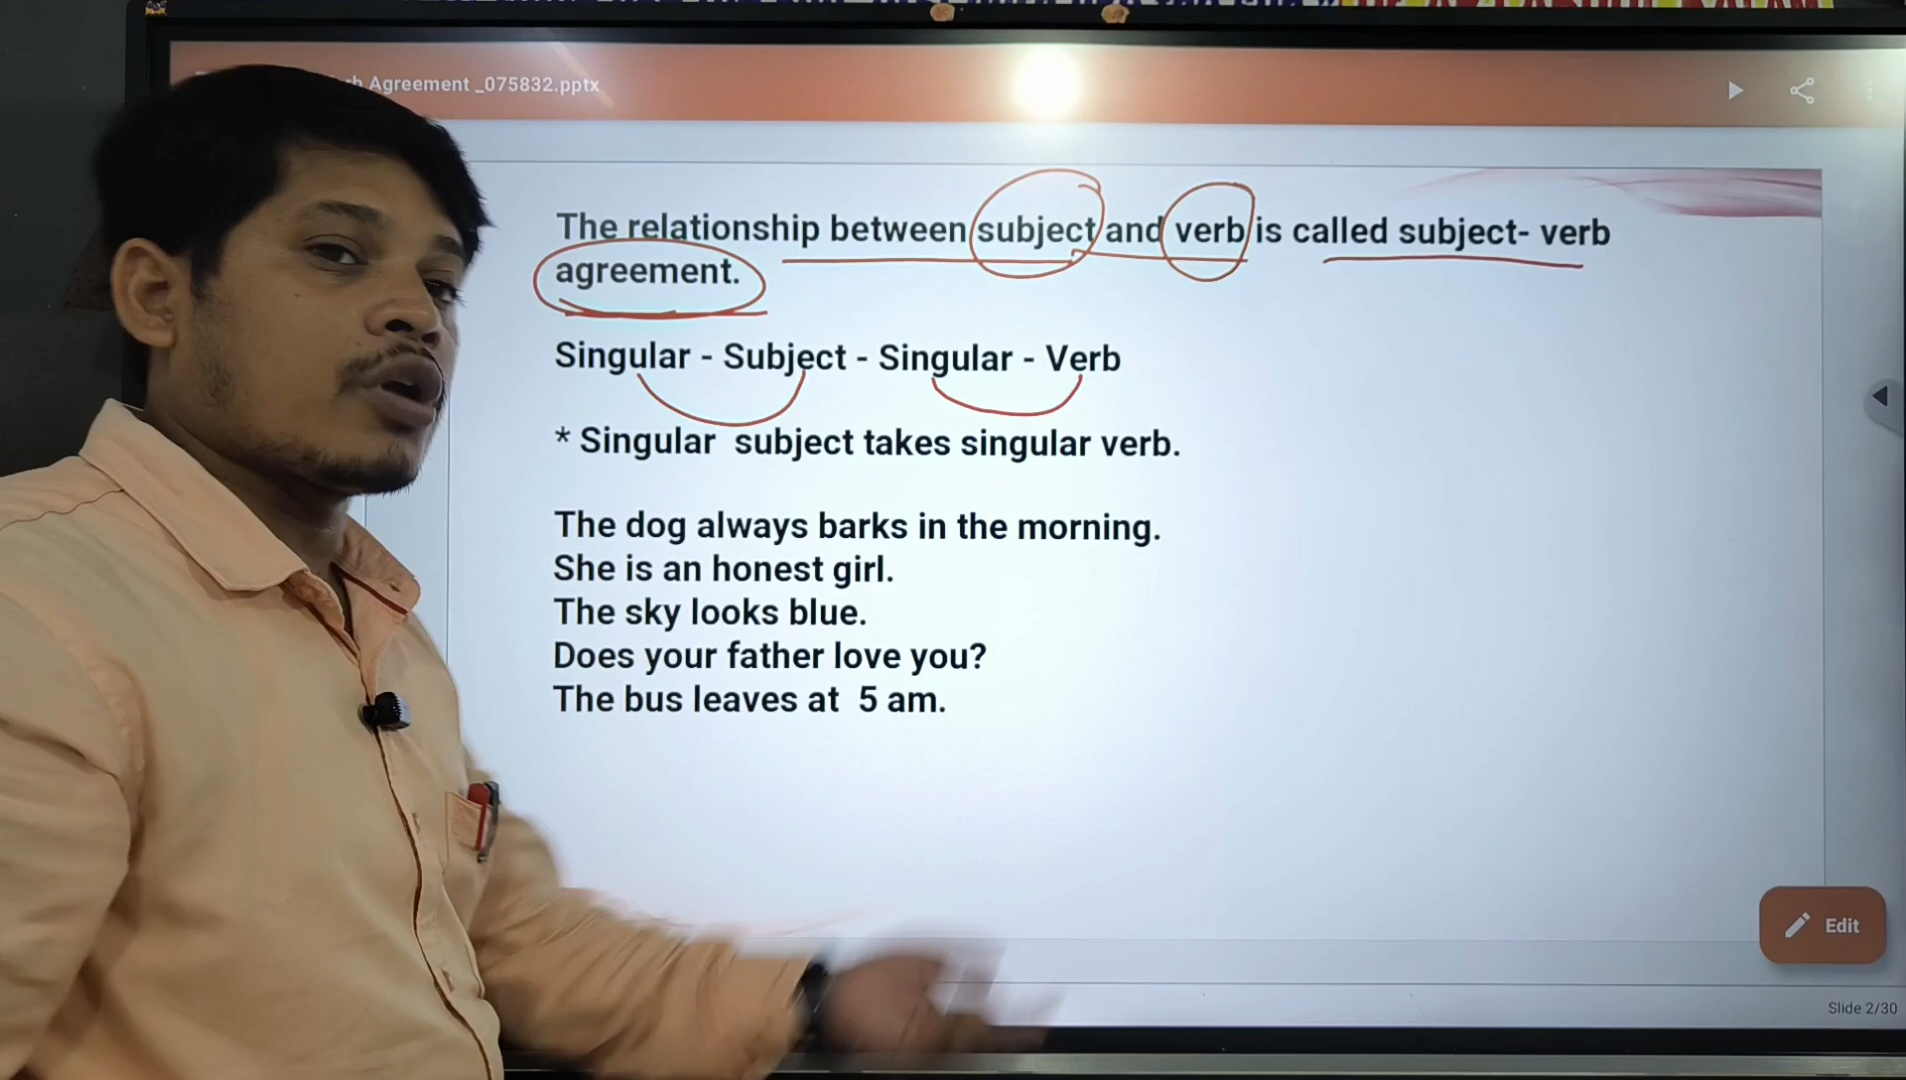 Agreement _075832.pptx
The relationship between subject and verb is called subject- verb
agreement.
Singular - Subject - Singular - Verb
* Singular subject takes singular verb.
The dog always barks in the morning.
She is an honest girl.
The sky looks blue.
Does your father love you?
The bus leaves at 5 am.
Edit
Slide 2/30